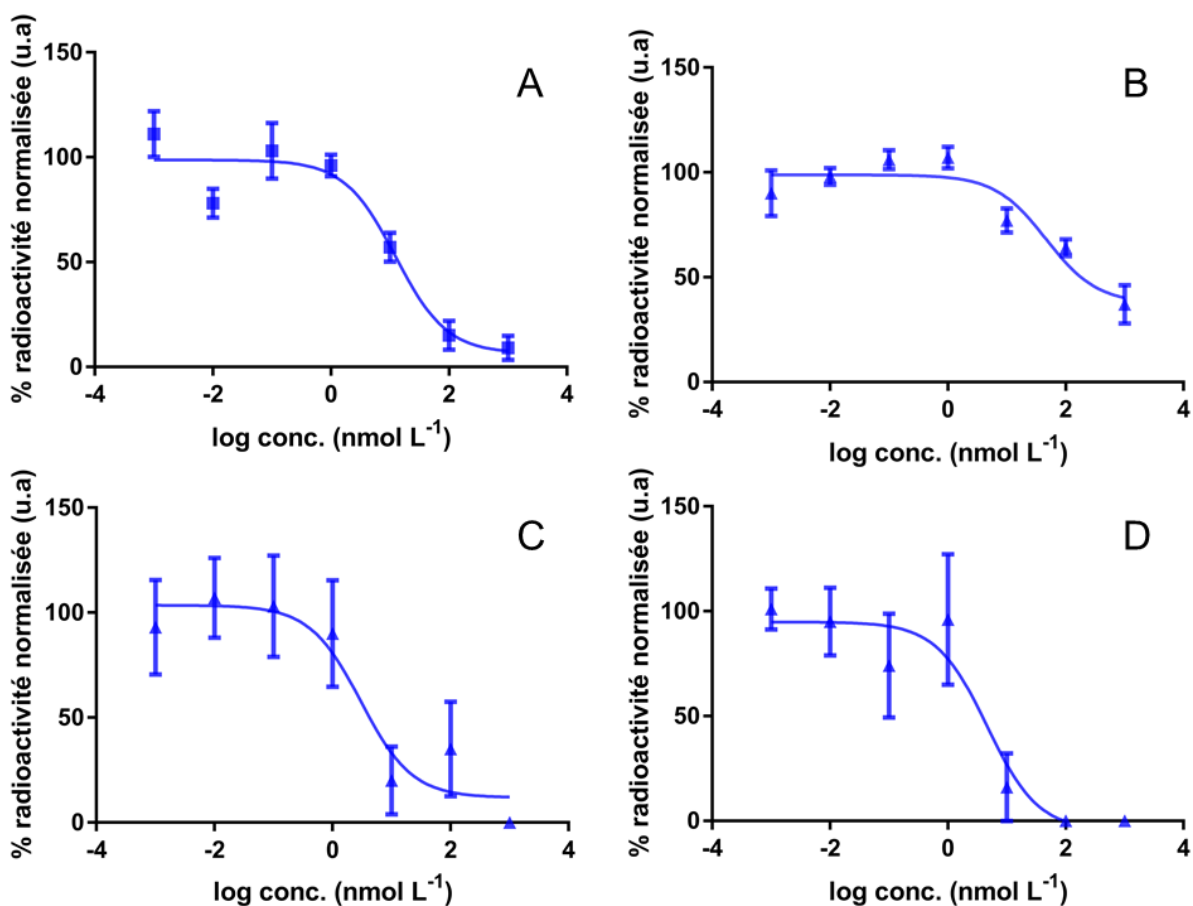 A
% radioactivité normalisée (u.a)
150
100
50
0
-4 -2 0 2 4
log conc. (nmol L⁻¹)
B
% radioactivité normalisée (u.a)
150
100
50
0
-4 -2 0 2 4
log conc. (nmol L⁻¹)
C
% radioactivité normalisée (u.a)
150
100
50
0
-4 -2 0 2 4
log conc. (nmol L⁻¹)
D
% radioactivité normalisée (u.a)
150
100
50
0
-4 -2 0 2 4
log conc. (nmol L⁻¹)